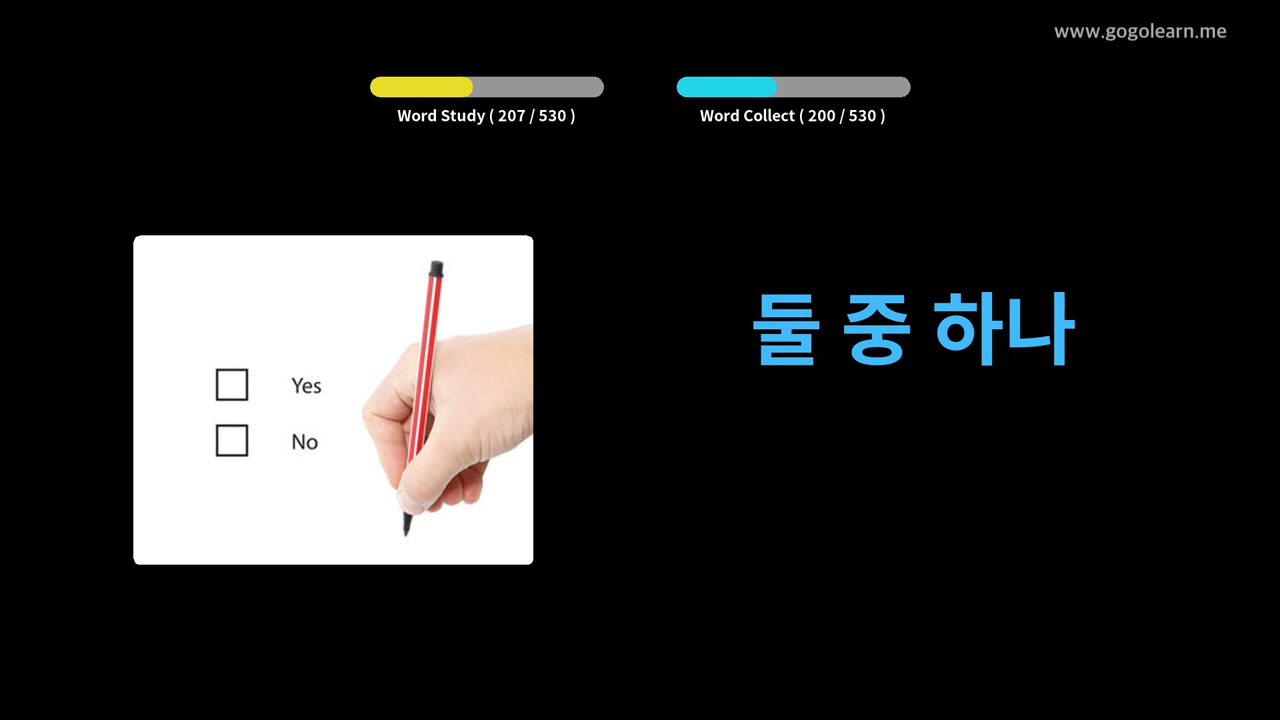 www.gogolearn.me
Word Study ( 207 / 530 )
Word Collect ( 200 / 530 )
둘 중 하나
Yes
No